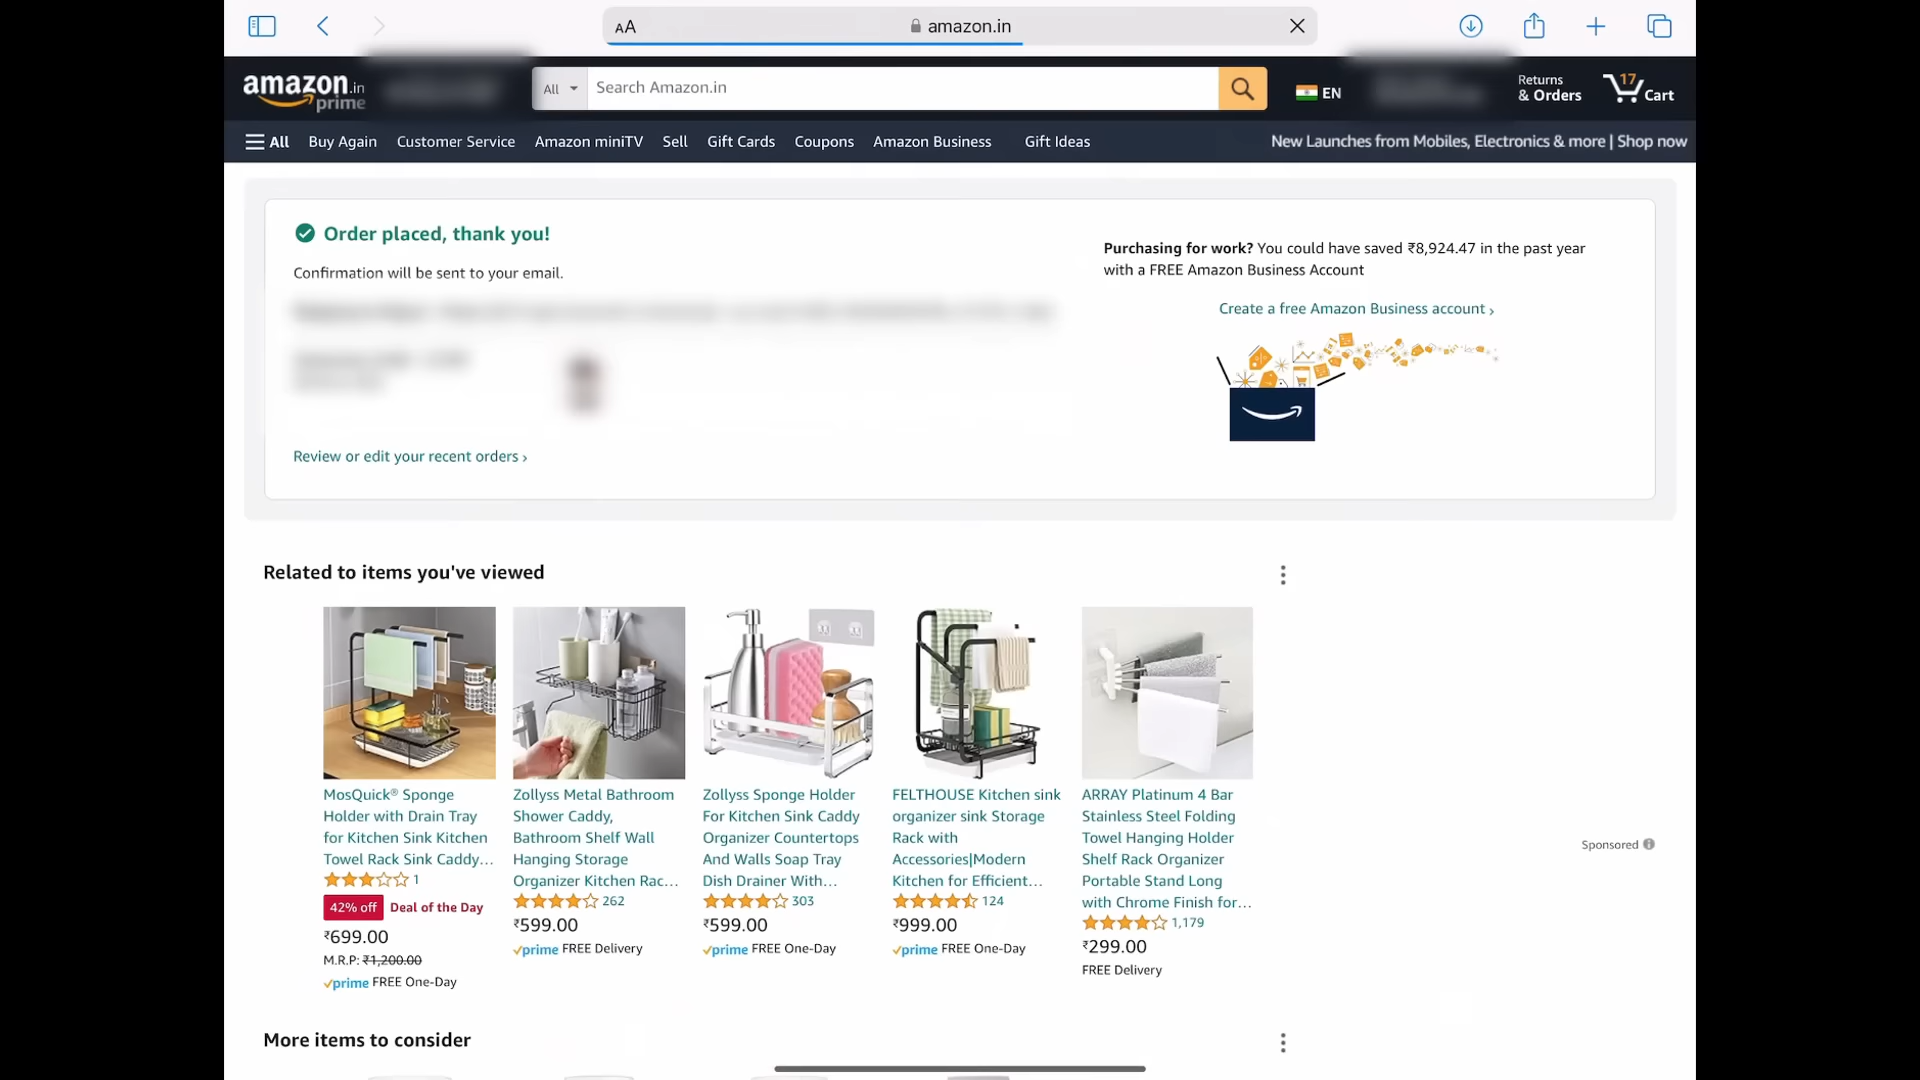 AA
amazon.in
amazon.in
prime
All
Search Amazon.in
EN
Returns
& Orders
17
Cart
All
Buy Again
Customer Service
Amazon miniTV
Sell
Gift Cards
Coupons
Amazon Business
Gift Ideas
New Launches from Mobiles, Electronics & more | Shop now
Order placed, thank you!
Confirmation will be sent to your email.
Review or edit your recent orders ›
Purchasing for work? You could have saved ₹8,924.47 in the past year
with a FREE Amazon Business Account
Create a free Amazon Business account ›
Related to items you've viewed
MosQuick® Sponge
Holder with Drain Tray
for Kitchen Sink Kitchen
Towel Rack Sink Caddy...
1
42% off
Deal of the Day
₹699.00
M.R.P: ₹1,200.00
prime FREE One-Day
Zollyss Metal Bathroom
Shower Caddy,
Bathroom Shelf Wall
Hanging Storage
Organizer Kitchen Rac...
262
₹599.00
prime FREE Delivery
Zollyss Sponge Holder
For Kitchen Sink Caddy
Organizer Countertops
And Walls Soap Tray
Dish Drainer With...
303
₹599.00
prime FREE One-Day
FELTHOUSE Kitchen sink
organizer sink Storage
Rack with
Accessories|Modern
Kitchen for Efficient...
124
₹999.00
prime FREE One-Day
ARRAY Platinum 4 Bar
Stainless Steel Folding
Towel Hanging Holder
Shelf Rack Organizer
Portable Stand Long
with Chrome Finish for...
1,179
₹299.00
FREE Delivery
Sponsored
More items to consider